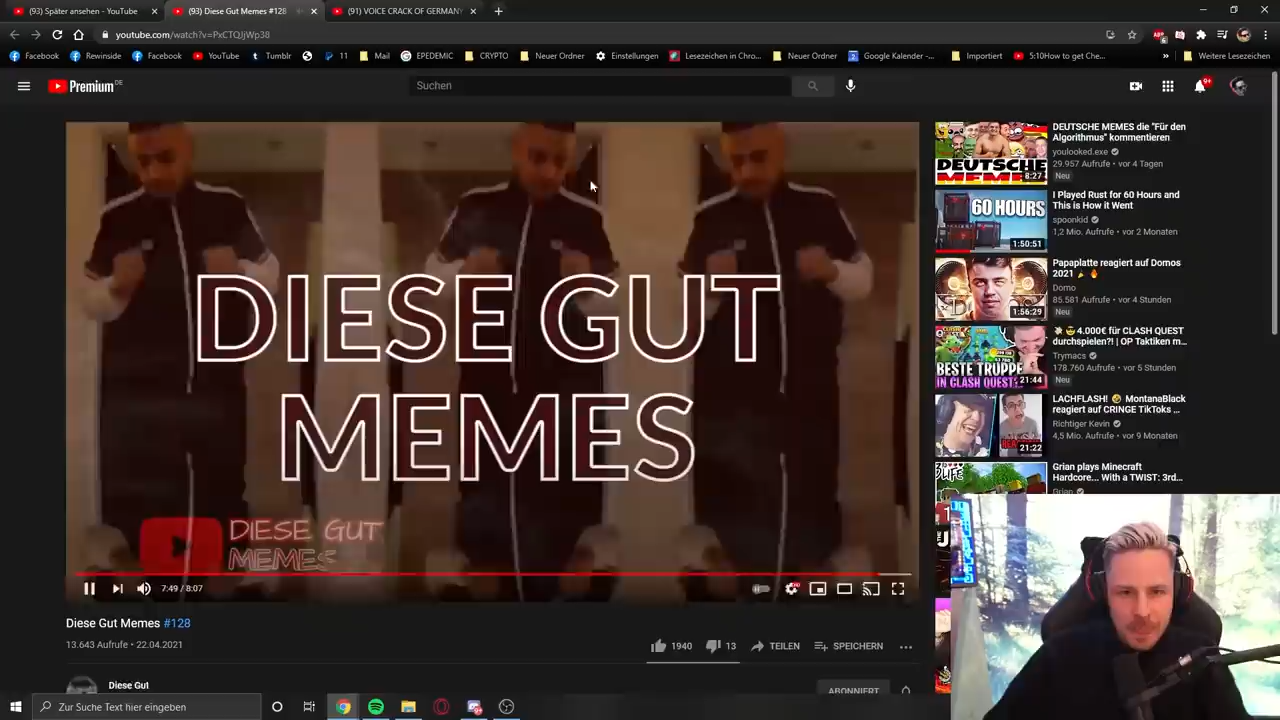 (93) Später ansehen - YouTube
(93) Diese Gut Memes #128
(91) VOICE CRACK OF GERMANY
youtube.com/watch?v=PxCTQJjWp38
Facebook
Rewinside
Facebook
YouTube
Tumblr
11
Mail
EPEDEMIC
CRYPTO
Neuer Ordner
Einstellungen
Lesezeichen in Chro...
Neuer Ordner
Google Kalender -...
Importiert
5:10How to get Che...
»
Weitere Lesezeichen
Premium DE
Suchen
9+
DIESE GUT
MEMES
DIESE GUT
MEMES
7:49 / 8:07
Diese Gut Memes #128
13.643 Aufrufe • 22.04.2021
1940
13
TEILEN
SPEICHERN
Diese Gut
ABONNIERT
DEUTSCHE
MEME
8:27
DEUTSCHE MEMES die "Für den
Algorithmus" kommentieren
youlooked.exe
29.957 Aufrufe • vor 4 Tagen
Neu
60 HOURS
1:50:51
I Played Rust for 60 Hours and
This is How it Went
spoonkid
1,2 Mio. Aufrufe • vor 2 Monaten
1:56:29
Papaplatte reagiert auf Domos
2021
Domo
85.581 Aufrufe • vor 4 Stunden
BESTE TRUPPE
IN CLASH QUEST
21:44
4.000€ für CLASH QUEST
durchspielen?! | OP Taktiken m...
Trymacs
178.760 Aufrufe • vor 5 Stunden
Neu
21:22
LACHFLASH! MontanaBlack
reagiert auf CRINGE TikToks ...
Richtiger Kevin
4,5 Mio. Aufrufe • vor 9 Monaten
Grian plays Minecraft
Hardcore... With a TWIST: 3rd...
Grian
Zur Suche Text hier eingeben